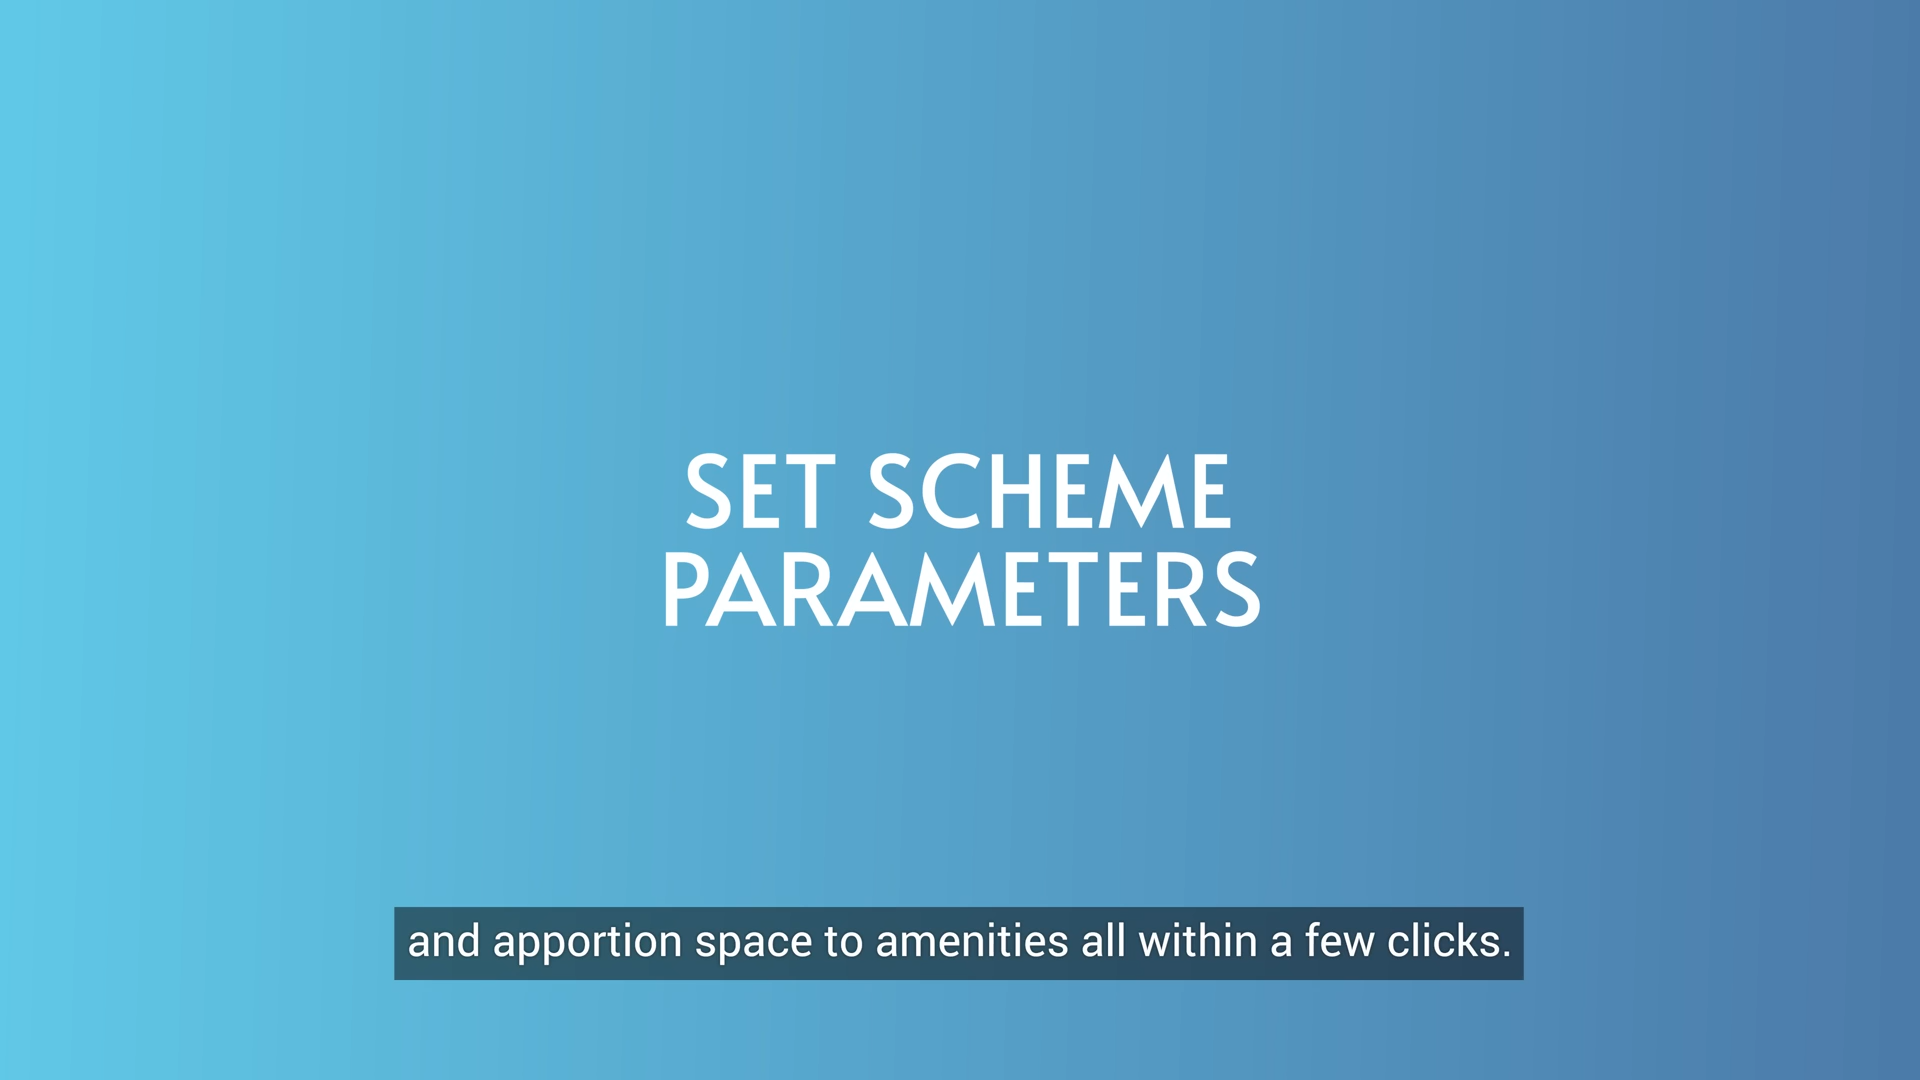 SET SCHEME
PARAMETERS
and apportion space to amenities all within a few clicks.